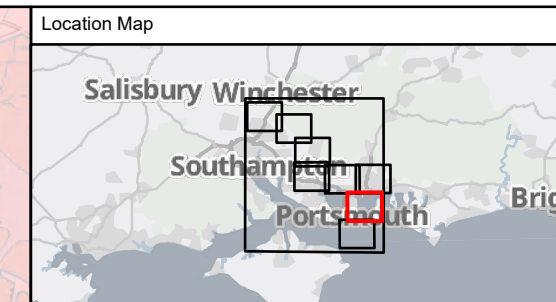 Location Map
Salisbury Winchester
Southampton
Portsmouth
Brig